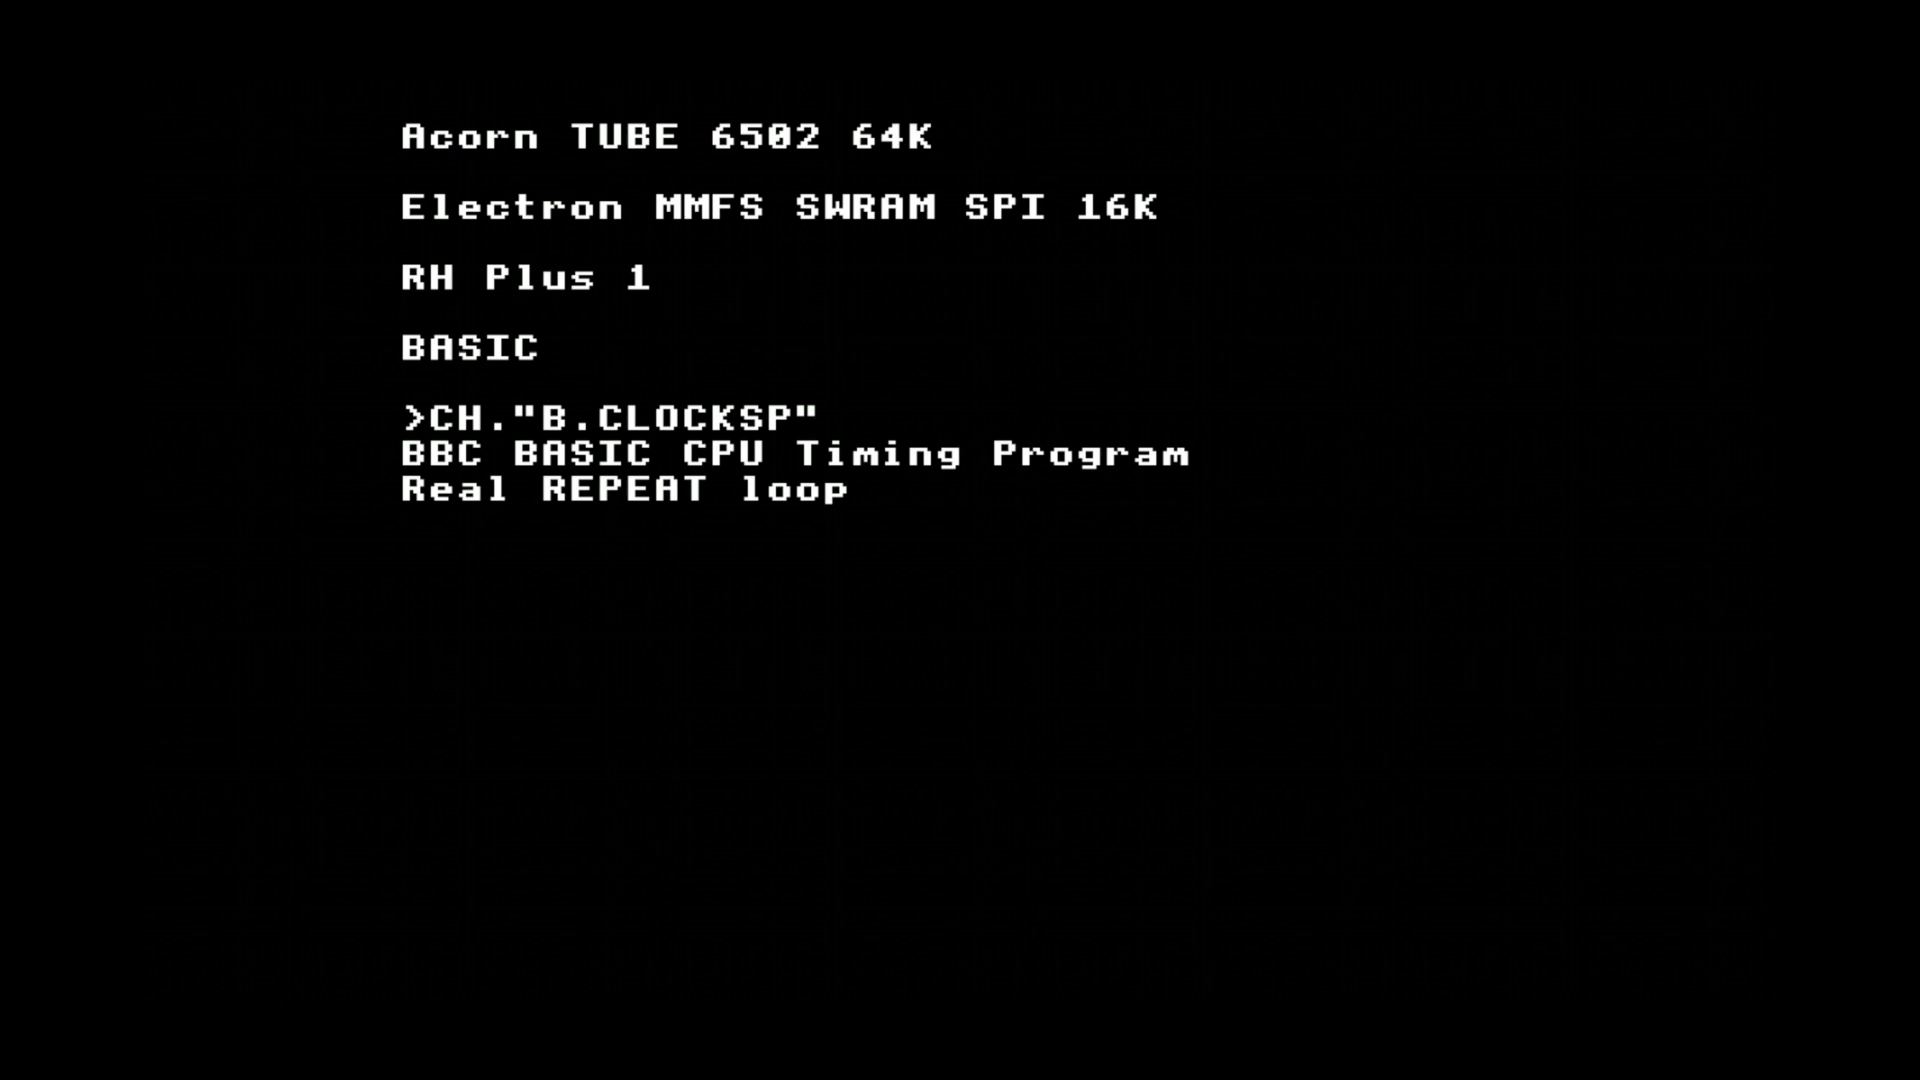 Acorn TUBE 6502 64K
Electron MMFS SWRAM SPI 16K
RH Plus 1
BASIC
>CH."B.CLOCKSP"
BBC BASIC CPU Timing Program
Real REPEAT loop